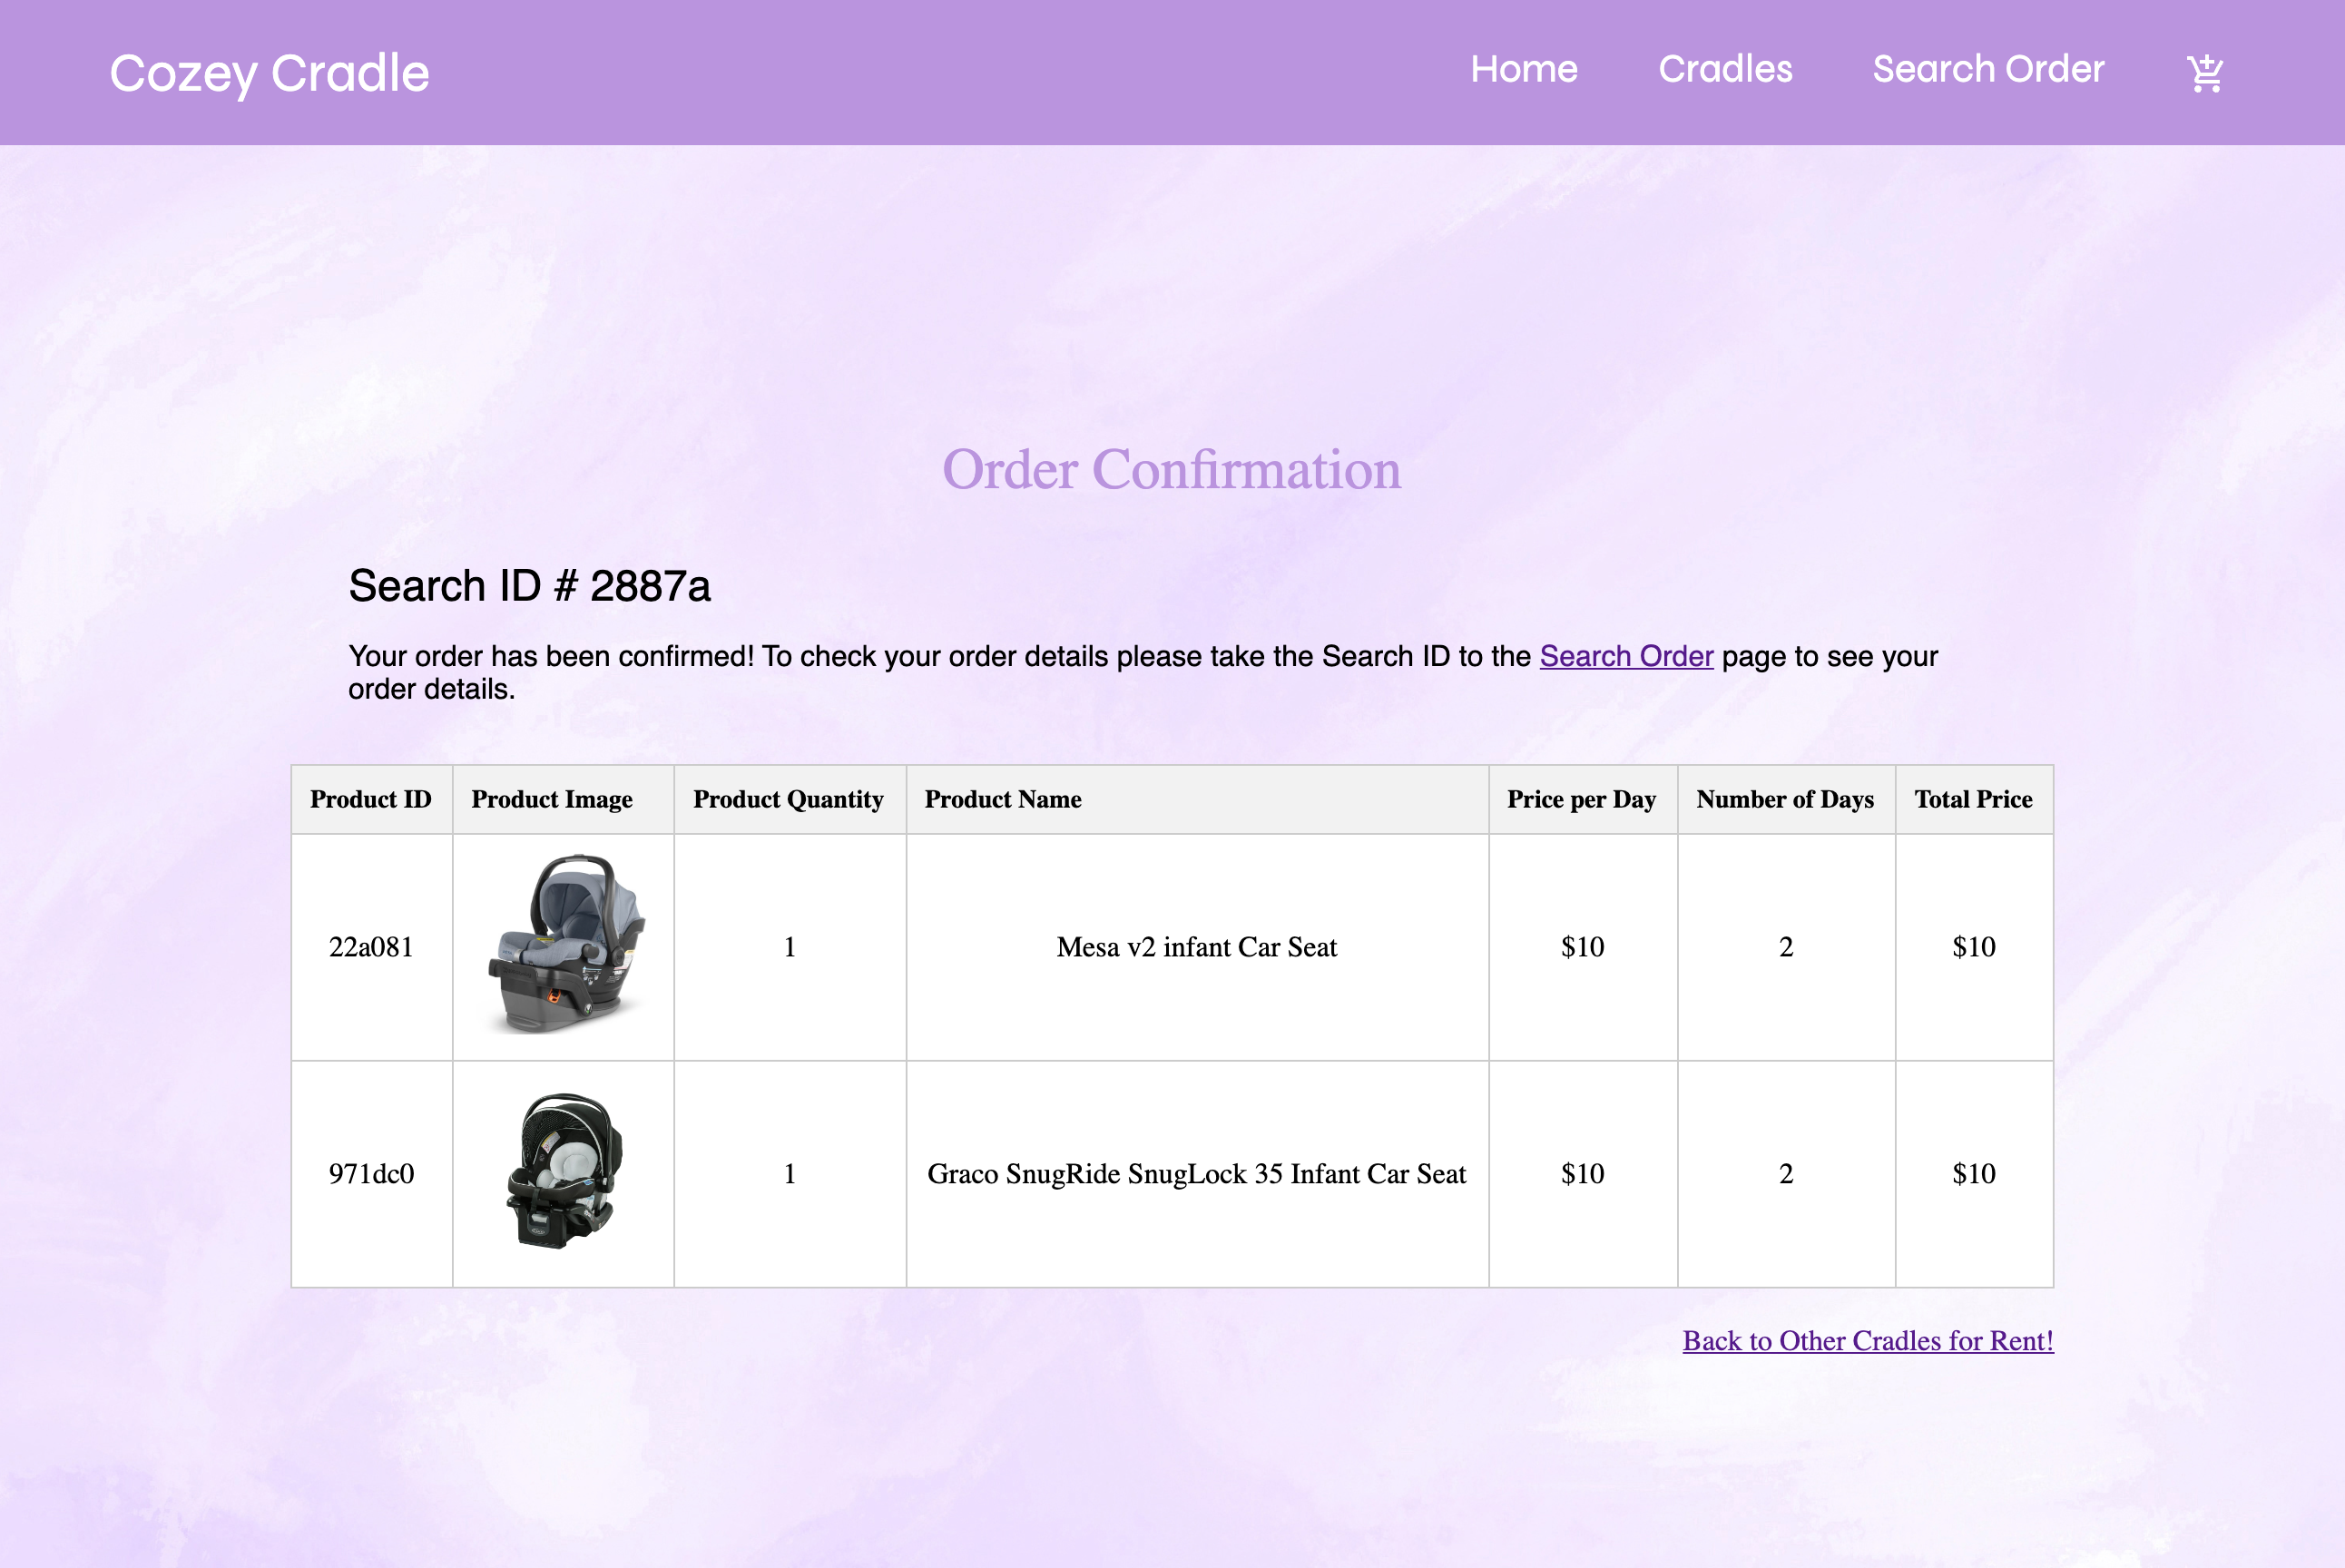 Cozey Cradle
Home
Cradles
Search Order
Order Confirmation
Search ID # 2887a
Your order has been confirmed! To check your order details please take the Search ID to the Search Order page to see your
order details.
Product ID Product Image Product Quantity Product Name Price per Day Number of Days Total Price
22a081 1 Mesa v2 infant Car Seat $10 2 $10
971dc0 1 Graco SnugRide SnugLock 35 Infant Car Seat $10 2 $10
Back to Other Cradles for Rent!